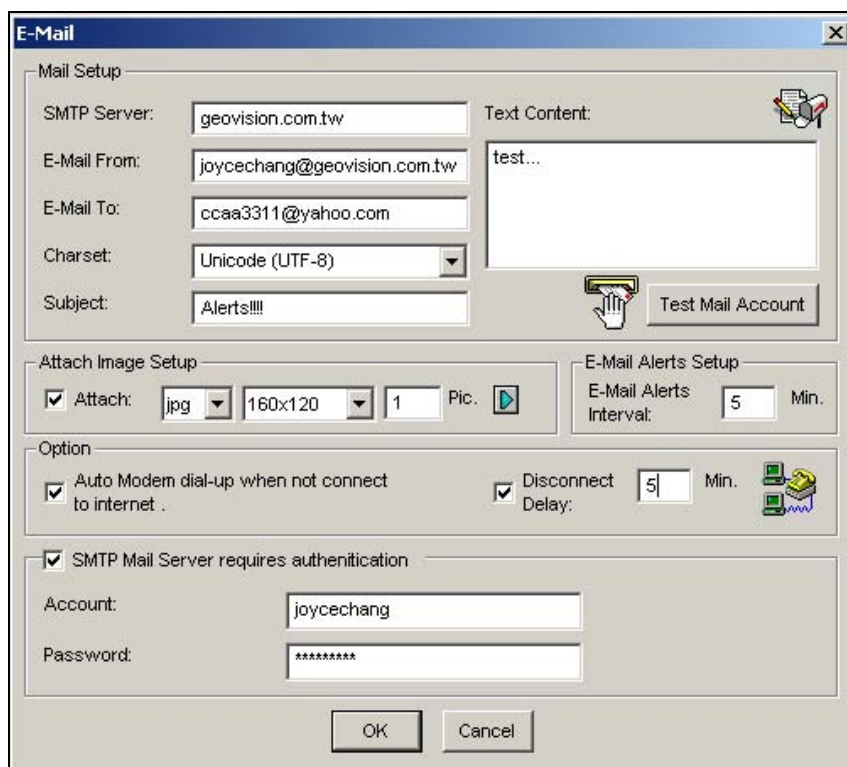 E-Mail
Mail Setup
SMTP Server:
geovision.com.tw
E-Mail From:
joycechang@geovision.com.tw
E-Mail To:
ccaa3311@yahoo.com
Charset:
Unicode (UTF-8)
Subject:
Alerts!!!!
Text Content:
test...
Test Mail Account
Attach Image Setup
Attach:
jpg
160x120
1
Pic.
E-Mail Alerts Setup
E-Mail Alerts
Interval:
5
Min.
Option
Auto Modem dial-up when not connect
to internet .
Disconnect
Delay:
5
Min.
SMTP Mail Server requires authenitication
Account:
joycechang
Password:
*********
OK
Cancel